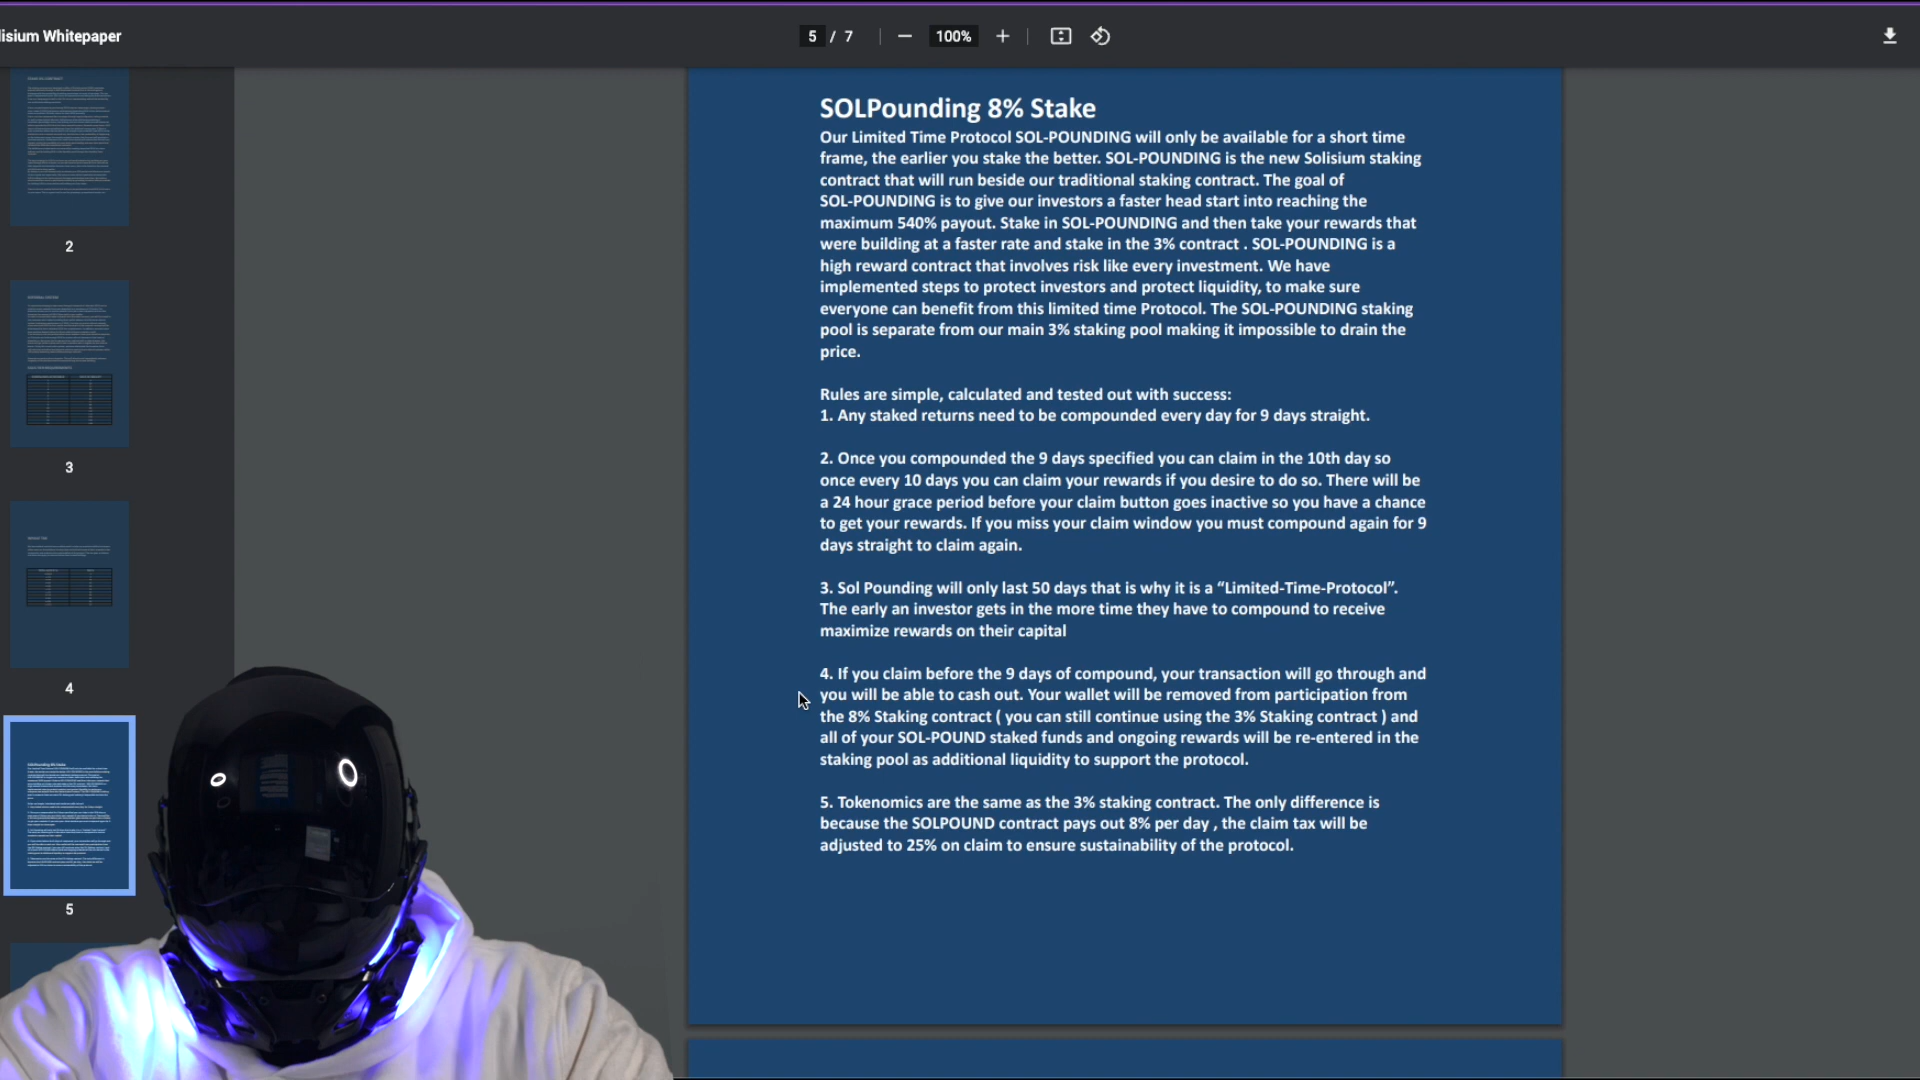 lisium Whitepaper
5 / 7
100%
2
3
4
5
SOLPounding 8% Stake
Our Limited Time Protocol SOL-POUNDING will only be available for a short time
frame, the earlier you stake the better. SOL-POUNDING is the new Solisium staking
contract that will run beside our traditional staking contract. The goal of
SOL-POUNDING is to give our investors a faster head start into reaching the
maximum 540% payout. Stake in SOL-POUNDING and then take your rewards that
were building at a faster rate and stake in the 3% contract . SOL-POUNDING is a
high reward contract that involves risk like every investment. We have
implemented steps to protect investors and protect liquidity, to make sure
everyone can benefit from this limited time Protocol. The SOL-POUNDING staking
pool is separate from our main 3% staking pool making it impossible to drain the
price.
Rules are simple, calculated and tested out with success:
1. Any staked returns need to be compounded every day for 9 days straight.
2. Once you compounded the 9 days specified you can claim in the 10th day so
once every 10 days you can claim your rewards if you desire to do so. There will be
a 24 hour grace period before your claim button goes inactive so you have a chance
to get your rewards. If you miss your claim window you must compound again for 9
days straight to claim again.
3. Sol Pounding will only last 50 days that is why it is a “Limited-Time-Protocol”.
The early an investor gets in the more time they have to compound to receive
maximize rewards on their capital
4. If you claim before the 9 days of compound, your transaction will go through and
you will be able to cash out. Your wallet will be removed from participation from
the 8% Staking contract ( you can still continue using the 3% Staking contract ) and
all of your SOL-POUND staked funds and ongoing rewards will be re-entered in the
staking pool as additional liquidity to support the protocol.
5. Tokenomics are the same as the 3% staking contract. The only difference is
because the SOLPOUND contract pays out 8% per day , the claim tax will be
adjusted to 25% on claim to ensure sustainability of the protocol.